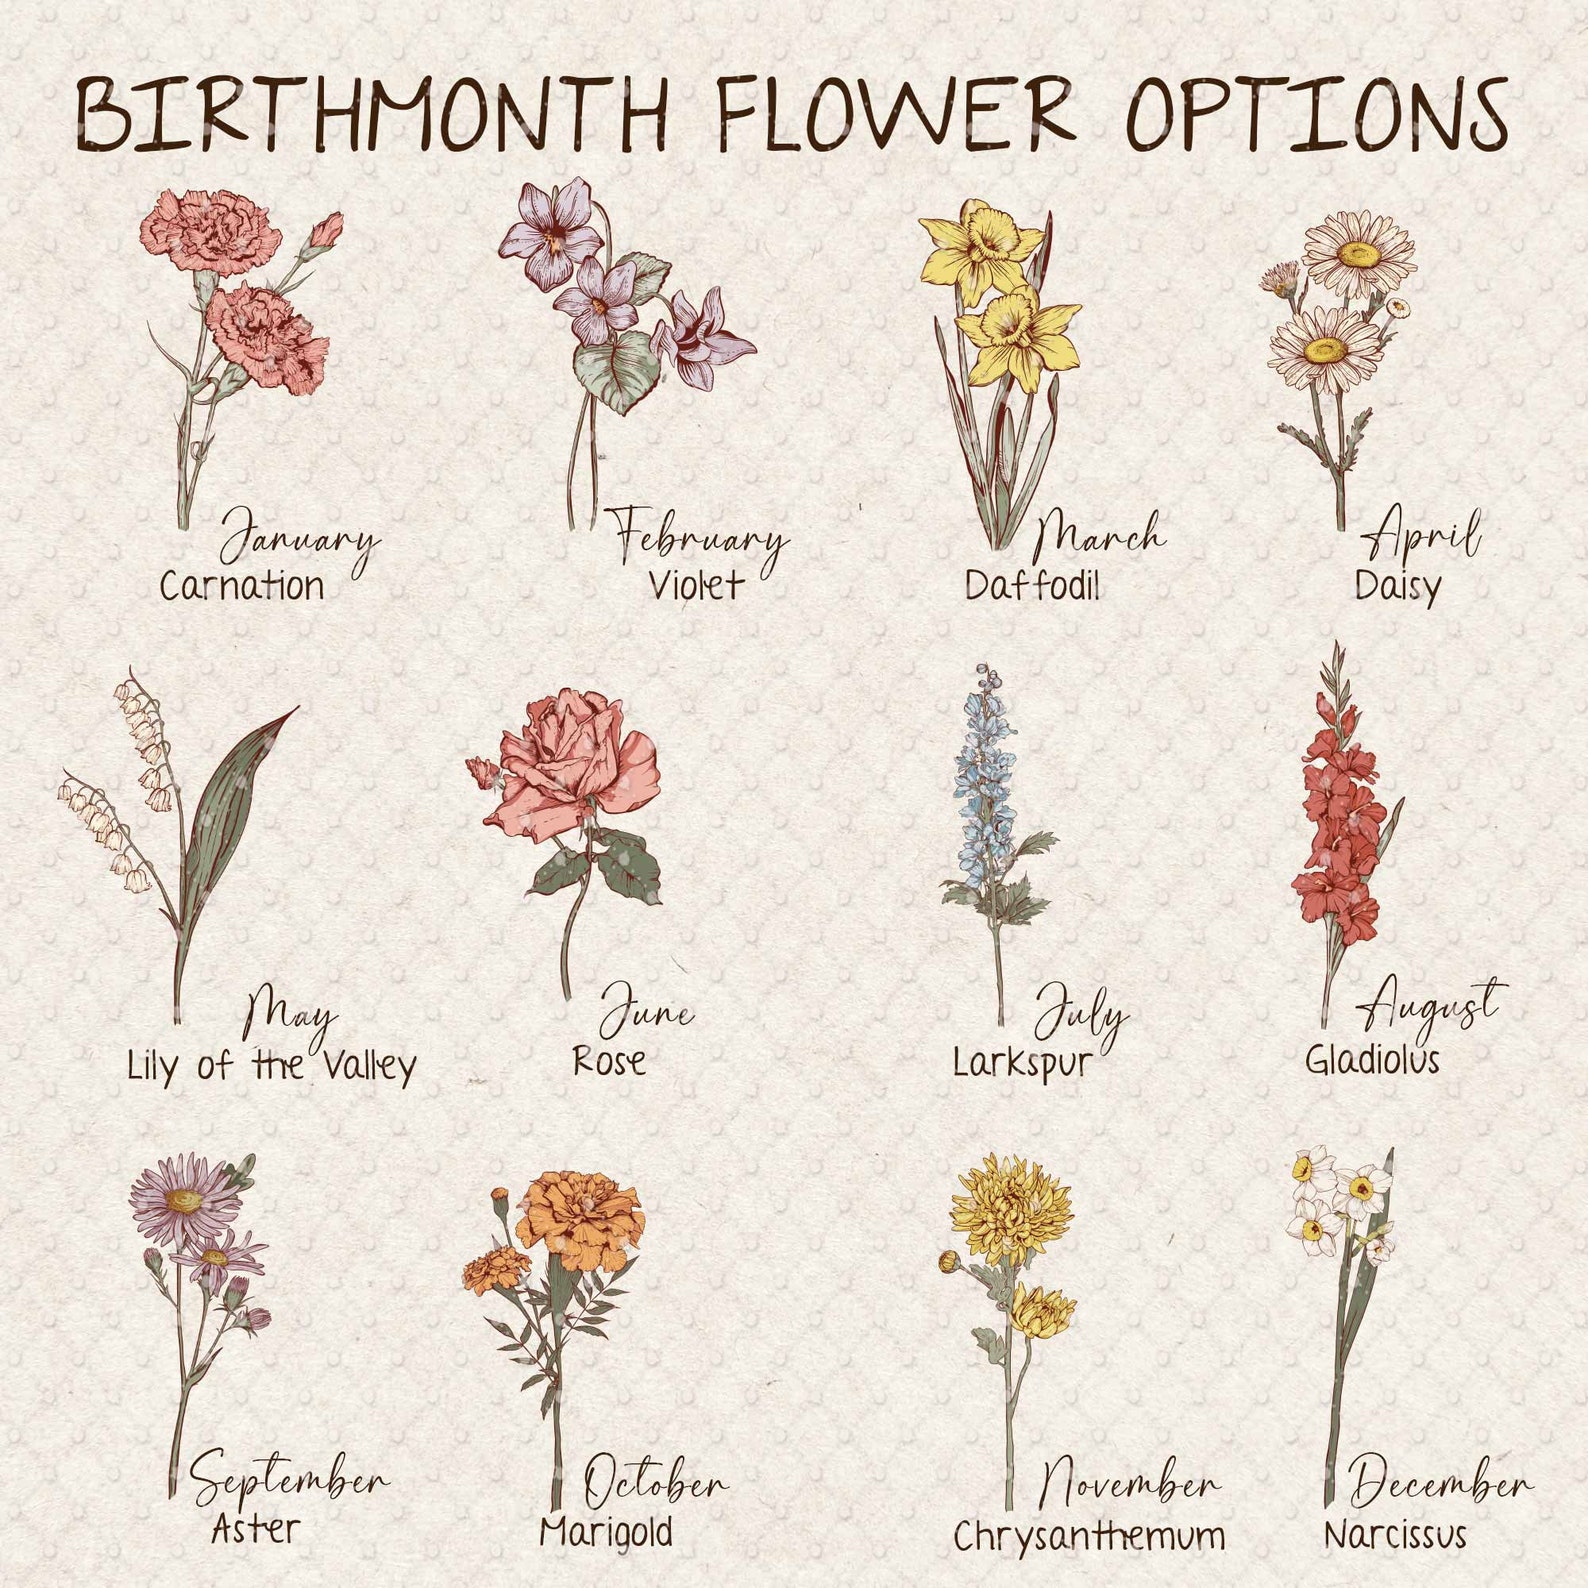 BIRTHMONTH FLOWER OPTIONS
January
Carnation
February
Violet
March
Daffodil
April
Daisy
May
Lily of the Valley
June
Rose
July
Larkspur
August
Gladiolus
September
Aster
October
Marigold
November
Chrysanthemum
December
Narcissus